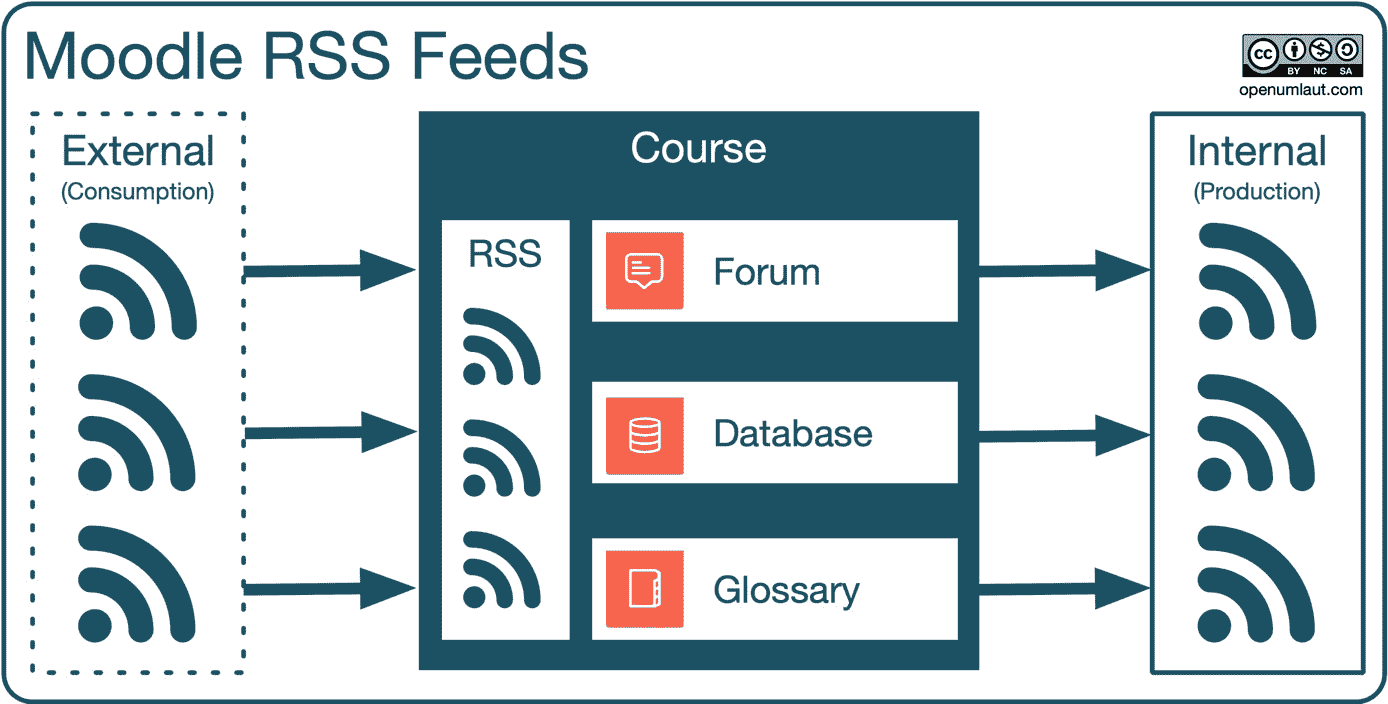 Moodle RSS Feeds
cc
BY NC SA
openumlaut.com
External
(Consumption)
Course
RSS
Forum
Database
Glossary
Internal
(Production)